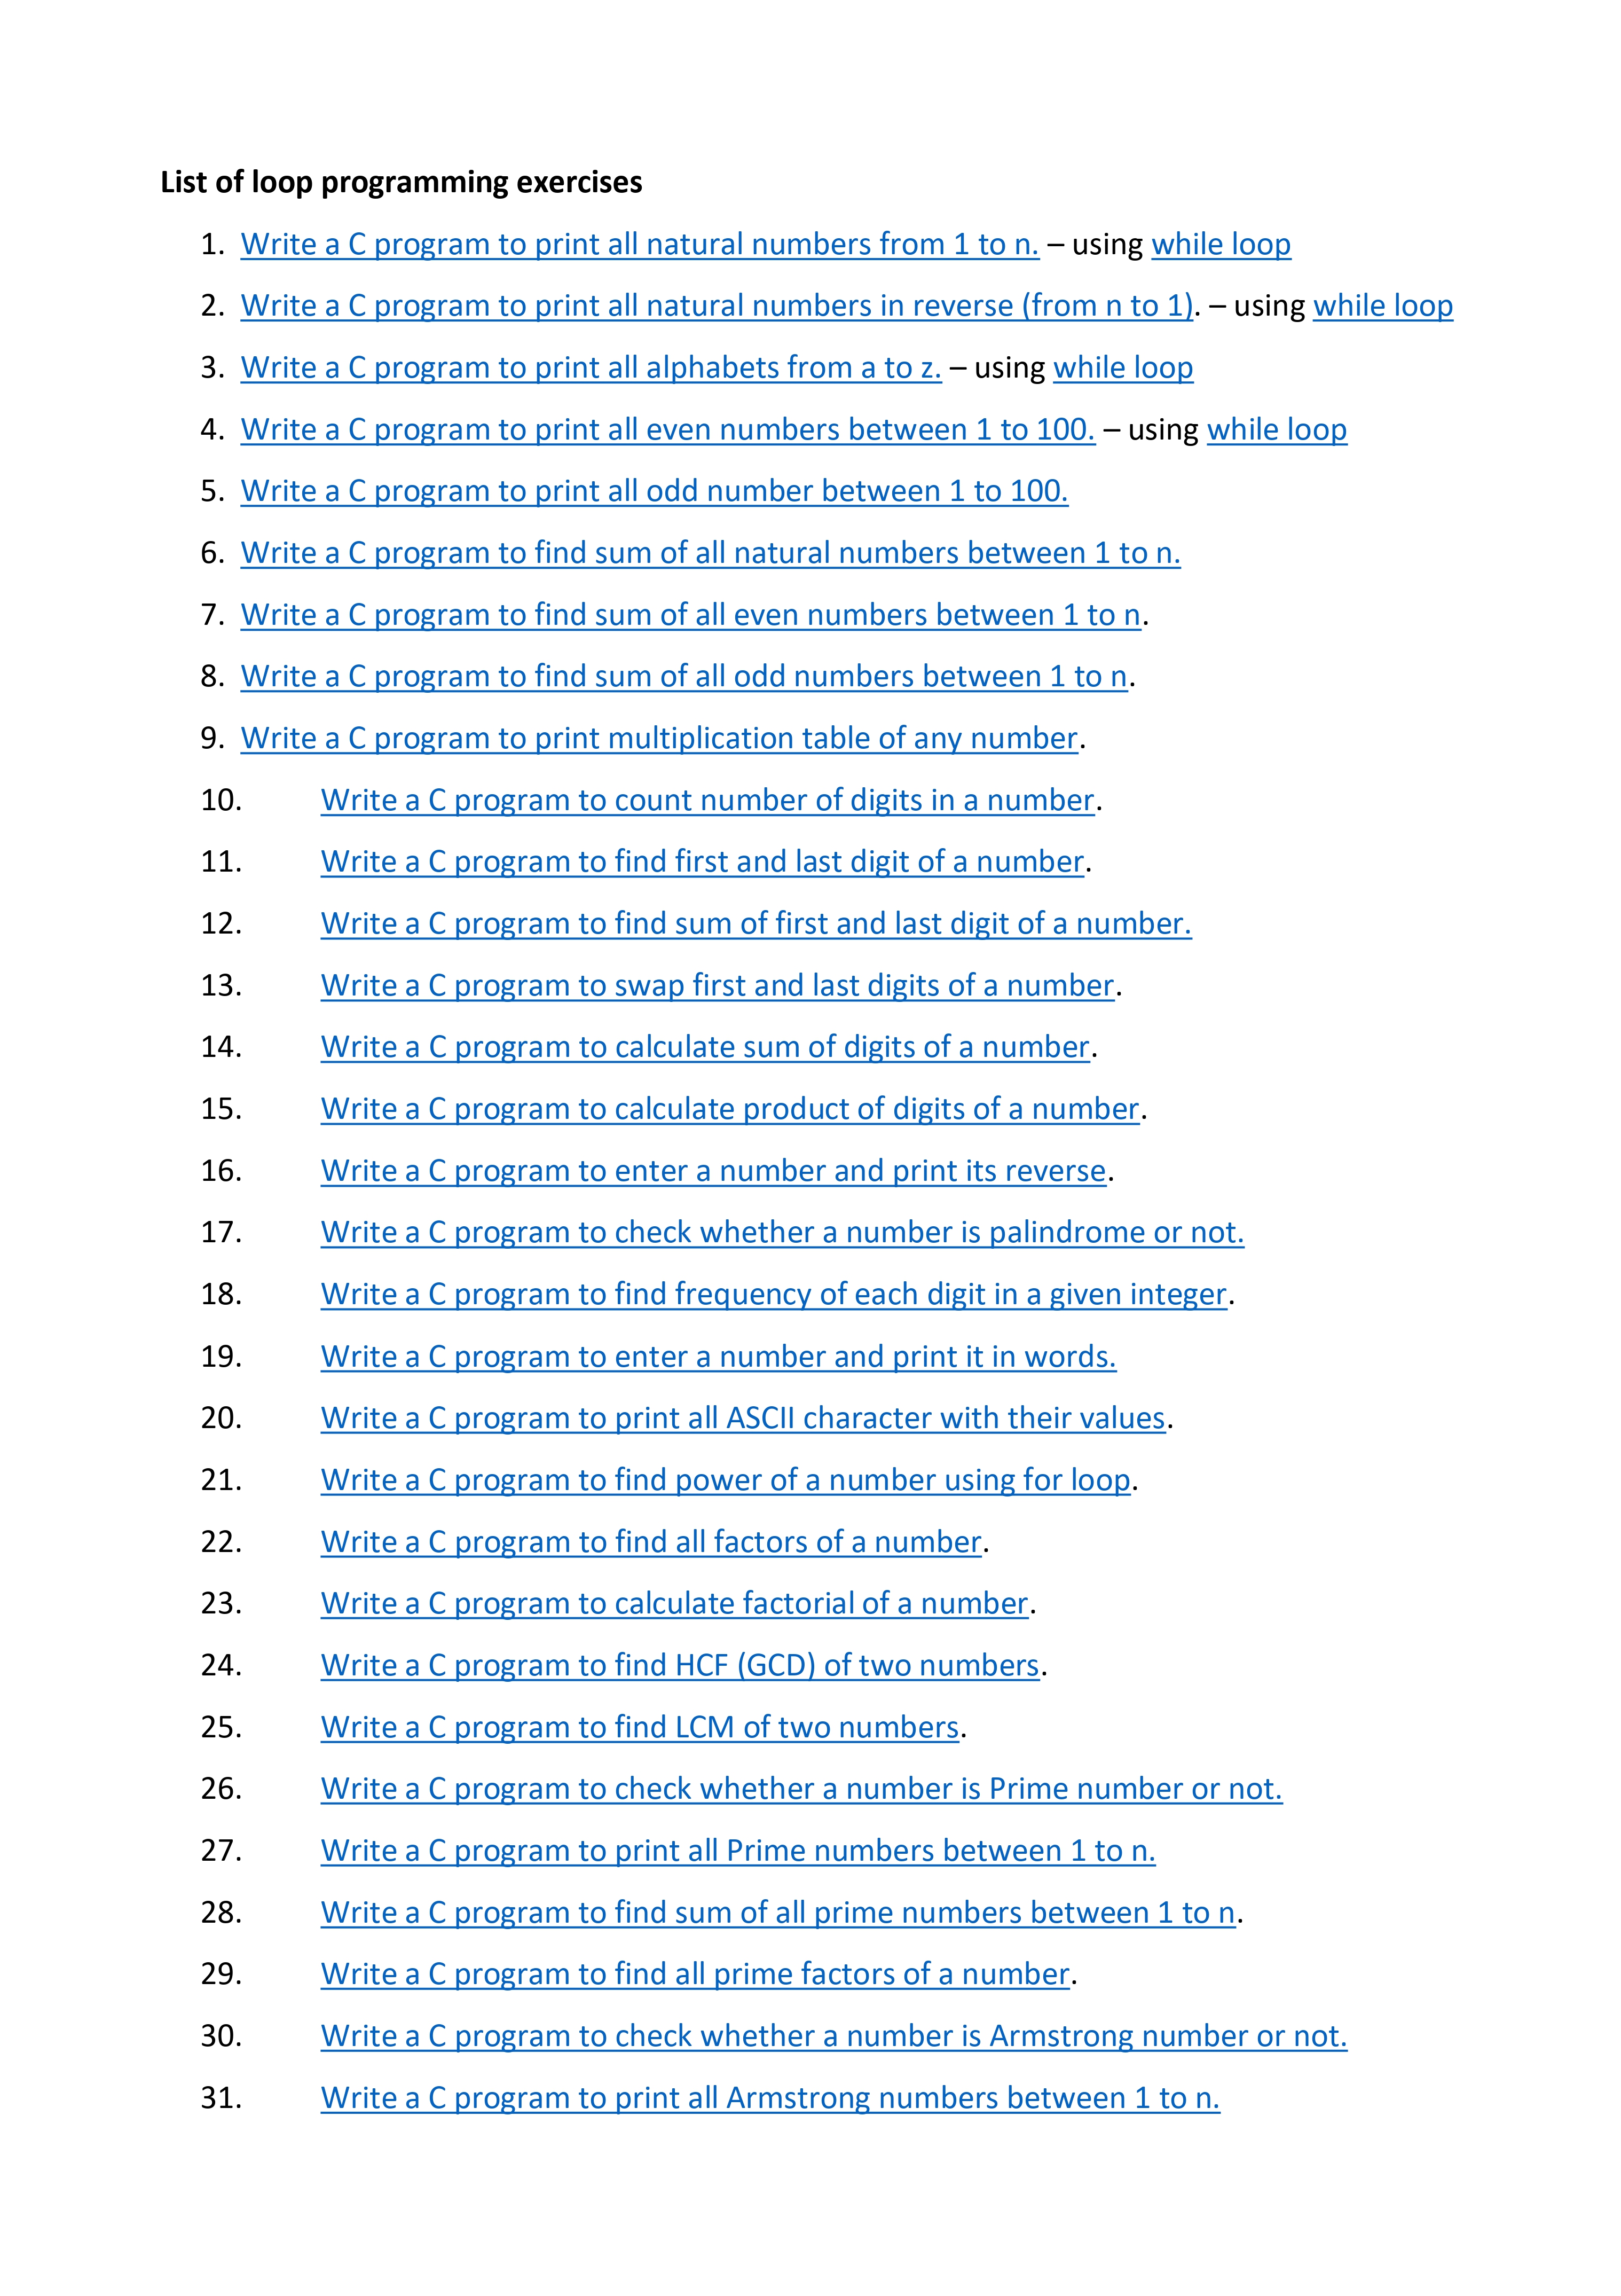 List of loop programming exercises
1. Write a C program to print all natural numbers from 1 to n. – using while loop
2. Write a C program to print all natural numbers in reverse (from n to 1). – using while loop
3. Write a C program to print all alphabets from a to z. – using while loop
4. Write a C program to print all even numbers between 1 to 100. – using while loop
5. Write a C program to print all odd number between 1 to 100.
6. Write a C program to find sum of all natural numbers between 1 to n.
7. Write a C program to find sum of all even numbers between 1 to n.
8. Write a C program to find sum of all odd numbers between 1 to n.
9. Write a C program to print multiplication table of any number.
10. Write a C program to count number of digits in a number.
11. Write a C program to find first and last digit of a number.
12. Write a C program to find sum of first and last digit of a number.
13. Write a C program to swap first and last digits of a number.
14. Write a C program to calculate sum of digits of a number.
15. Write a C program to calculate product of digits of a number.
16. Write a C program to enter a number and print its reverse.
17. Write a C program to check whether a number is palindrome or not.
18. Write a C program to find frequency of each digit in a given integer.
19. Write a C program to enter a number and print it in words.
20. Write a C program to print all ASCII character with their values.
21. Write a C program to find power of a number using for loop.
22. Write a C program to find all factors of a number.
23. Write a C program to calculate factorial of a number.
24. Write a C program to find HCF (GCD) of two numbers.
25. Write a C program to find LCM of two numbers.
26. Write a C program to check whether a number is Prime number or not.
27. Write a C program to print all Prime numbers between 1 to n.
28. Write a C program to find sum of all prime numbers between 1 to n.
29. Write a C program to find all prime factors of a number.
30. Write a C program to check whether a number is Armstrong number or not.
31. Write a C program to print all Armstrong numbers between 1 to n.